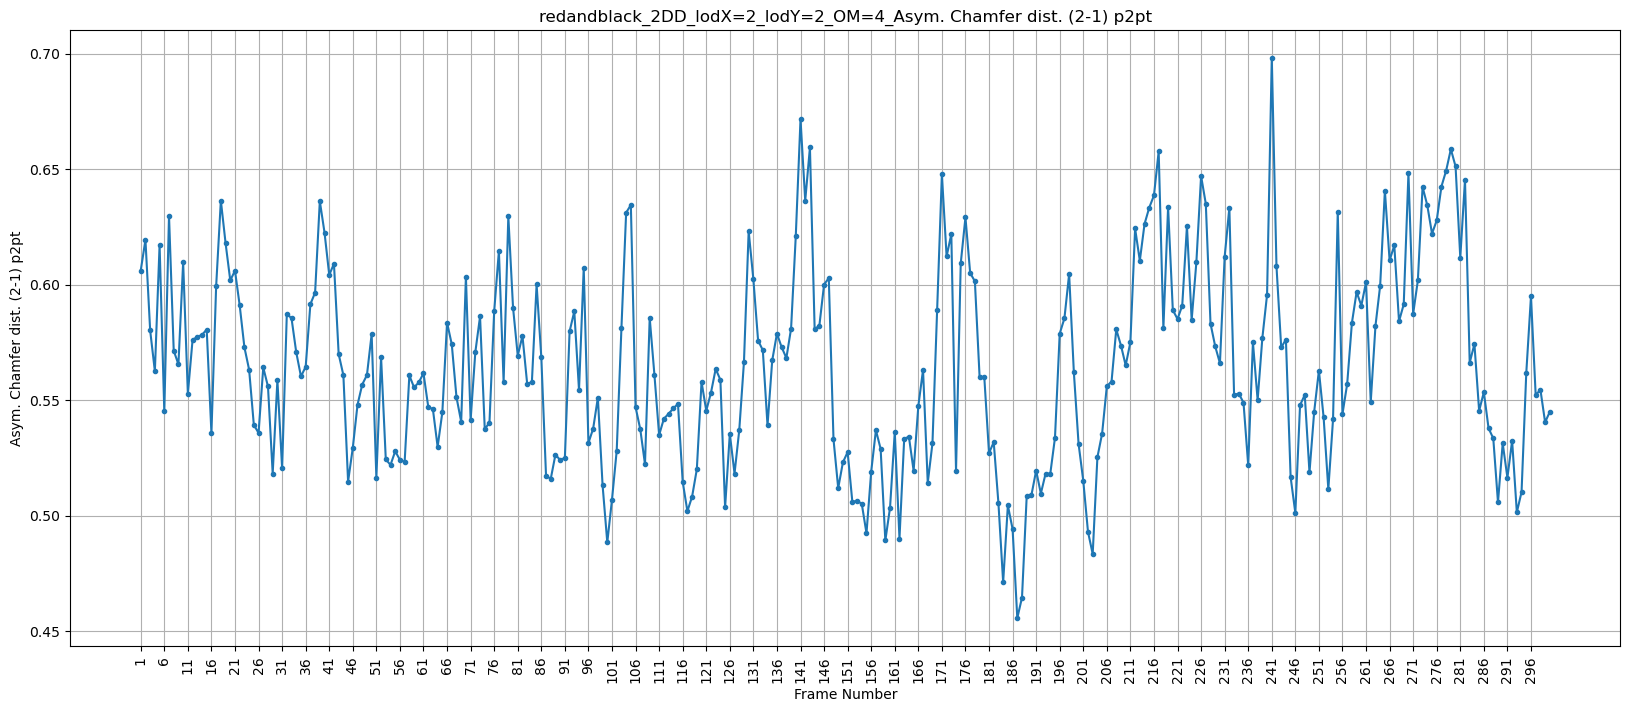 redandblack_2DD_lodX=2_lodY=2_OM=4_Asym. Chamfer dist. (2-1) p2pt
Asym. Chamfer dist. (2-1) p2pt
0.70
0.65
0.60
0.55
0.50
0.45
1 6 11 16 21 26 31 36 41 46 51 56 61 66 71 76 81 86 91 96 101 106 111 116 121 126 131 136 141 146 151 156 161 166 171 176 181 186 191 196 201 206 211 216 221 226 231 236 241 246 251 256 261 266 271 276 281 286 291 296
Frame Number